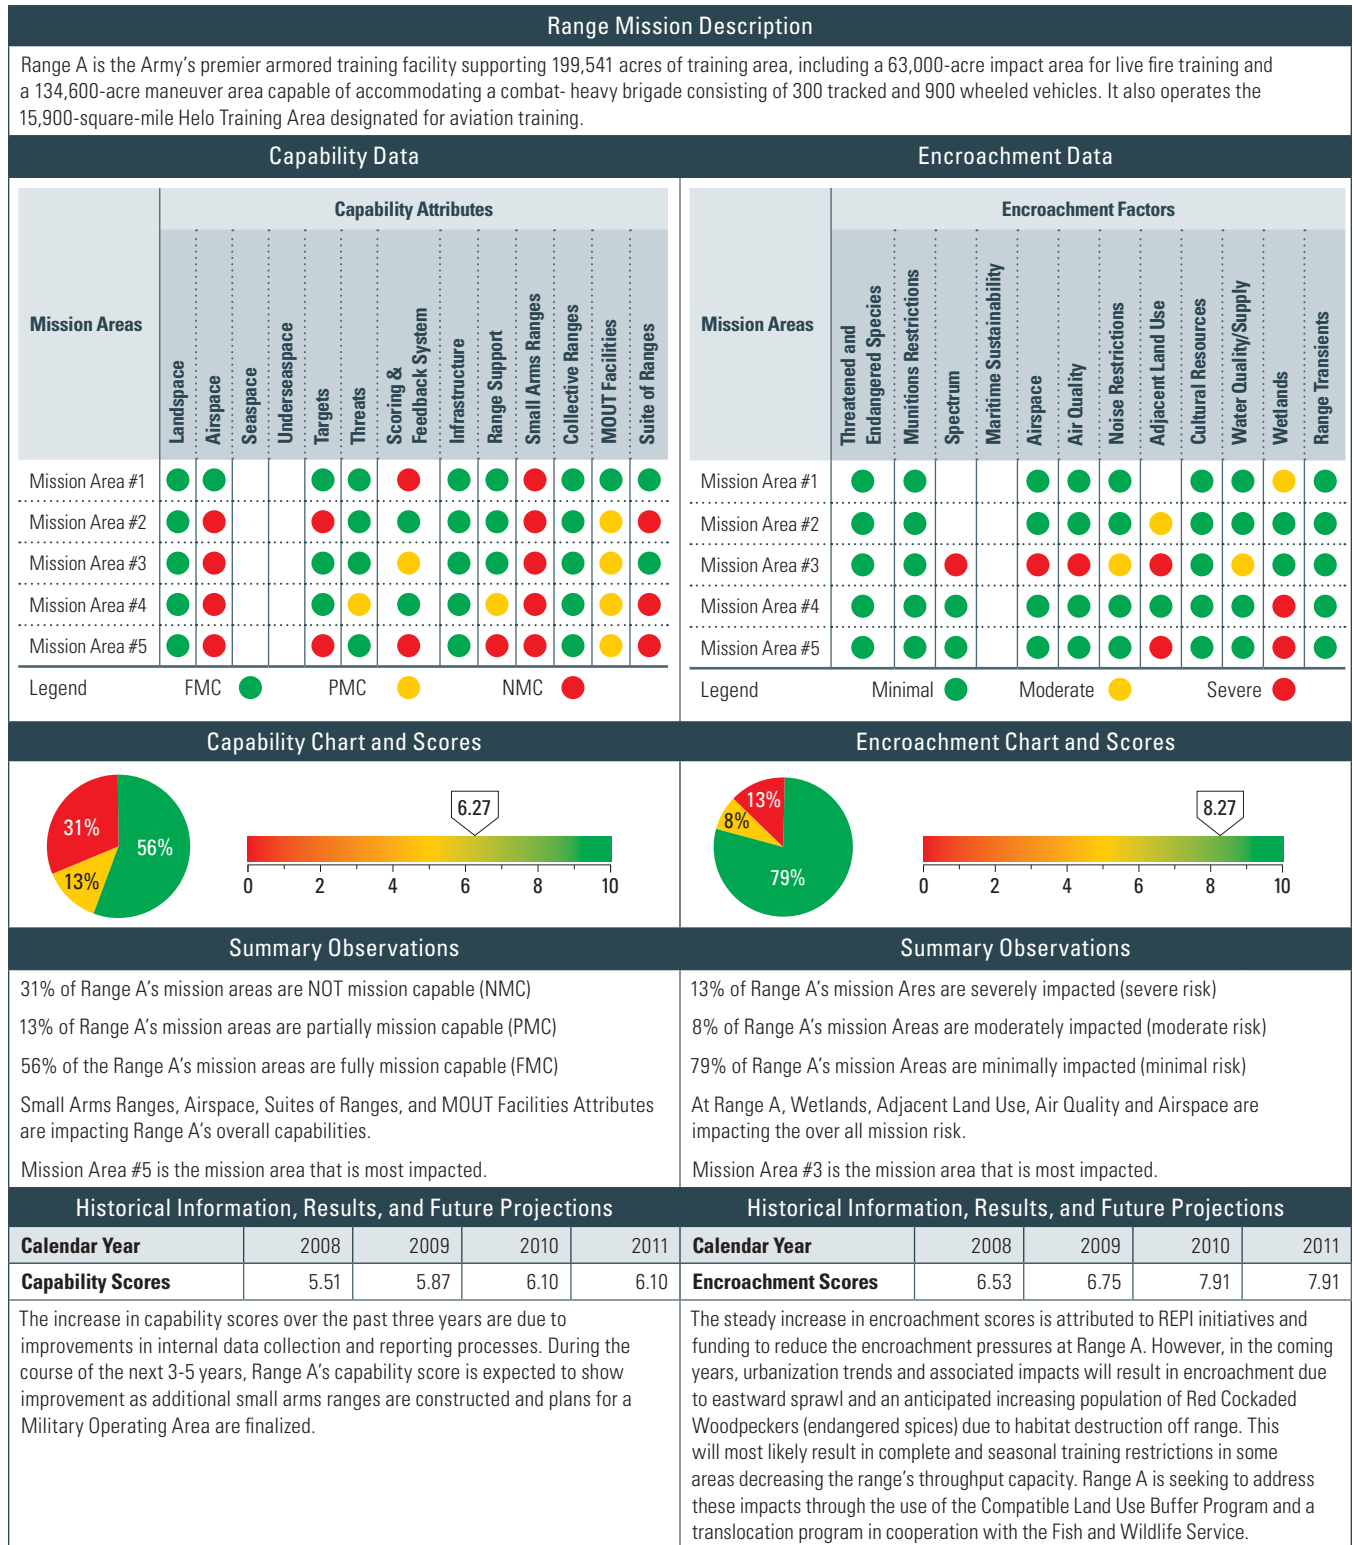 Range Mission Description
Range A is the Army's premier armored training facility supporting 199,541 acres of training area, including a 63,000-acre impact area for live fire training and
a 134,600-acre maneuver area capable of accommodating a combat- heavy brigade consisting of 300 tracked and 900 wheeled vehicles. It also operates the
15,900-square-mile Helo Training Area designated for aviation training.
Capability Data
Capability Attributes
Mission Areas
Landspace
Airspace
Seaspace
Underseaspace
Targets
Threats
Scoring &
Feedback System
Infrastructure
Range Support
Small Arms Ranges
Collective Ranges
MOUT Facilities
Suite of Ranges
Mission Area #1
Mission Area #2
Mission Area #3
Mission Area #4
Mission Area #5
Legend FMC PMC NMC
Encroachment Data
Encroachment Factors
Mission Areas
Threatened and
Endangered Species
Munitions Restrictions
Spectrum
Maritime Sustainability
Airspace
Air Quality
Noise Restrictions
Adjacent Land Use
Cultural Resources
Water Quality/Supply
Wetlands
Range Transients
Mission Area #1
Mission Area #2
Mission Area #3
Mission Area #4
Mission Area #5
Legend Minimal Moderate Severe
Capability Chart and Scores
31%
56%
13%
6.27
0 2 4 6 8 10
Encroachment Chart and Scores
13%
8%
79%
8.27
0 2 4 6 8 10
Summary Observations
31% of Range A's mission areas are NOT mission capable (NMC)
13% of Range A's mission areas are partially mission capable (PMC)
56% of the Range A's mission areas are fully mission capable (FMC)
Small Arms Ranges, Airspace, Suites of Ranges, and MOUT Facilities Attributes
are impacting Range A's overall capabilities.
Mission Area #5 is the mission area that is most impacted.
Summary Observations
13% of Range A's mission Ares are severely impacted (severe risk)
8% of Range A's mission Areas are moderately impacted (moderate risk)
79% of Range A's mission Areas are minimally impacted (minimal risk)
At Range A, Wetlands, Adjacent Land Use, Air Quality and Airspace are
impacting the over all mission risk.
Mission Area #3 is the mission area that is most impacted.
Historical Information, Results, and Future Projections
Calendar Year 2008 2009 2010 2011
Capability Scores 5.51 5.87 6.10 6.10
The increase in capability scores over the past three years are due to
improvements in internal data collection and reporting processes. During the
course of the next 3-5 years, Range A's capability score is expected to show
improvement as additional small arms ranges are constructed and plans for a
Military Operating Area are finalized.
Historical Information, Results, and Future Projections
Calendar Year 2008 2009 2010 2011
Encroachment Scores 6.53 6.75 7.91 7.91
The steady increase in encroachment scores is attributed to REPI initiatives and
funding to reduce the encroachment pressures at Range A. However, in the coming
years, urbanization trends and associated impacts will result in encroachment due
to eastward sprawl and an anticipated increasing population of Red Cockaded
Woodpeckers (endangered spices) due to habitat destruction off range. This
will most likely result in complete and seasonal training restrictions in some
areas decreasing the range's throughput capacity. Range A is seeking to address
these impacts through the use of the Compatible Land Use Buffer Program and a
translocation program in cooperation with the Fish and Wildlife Service.